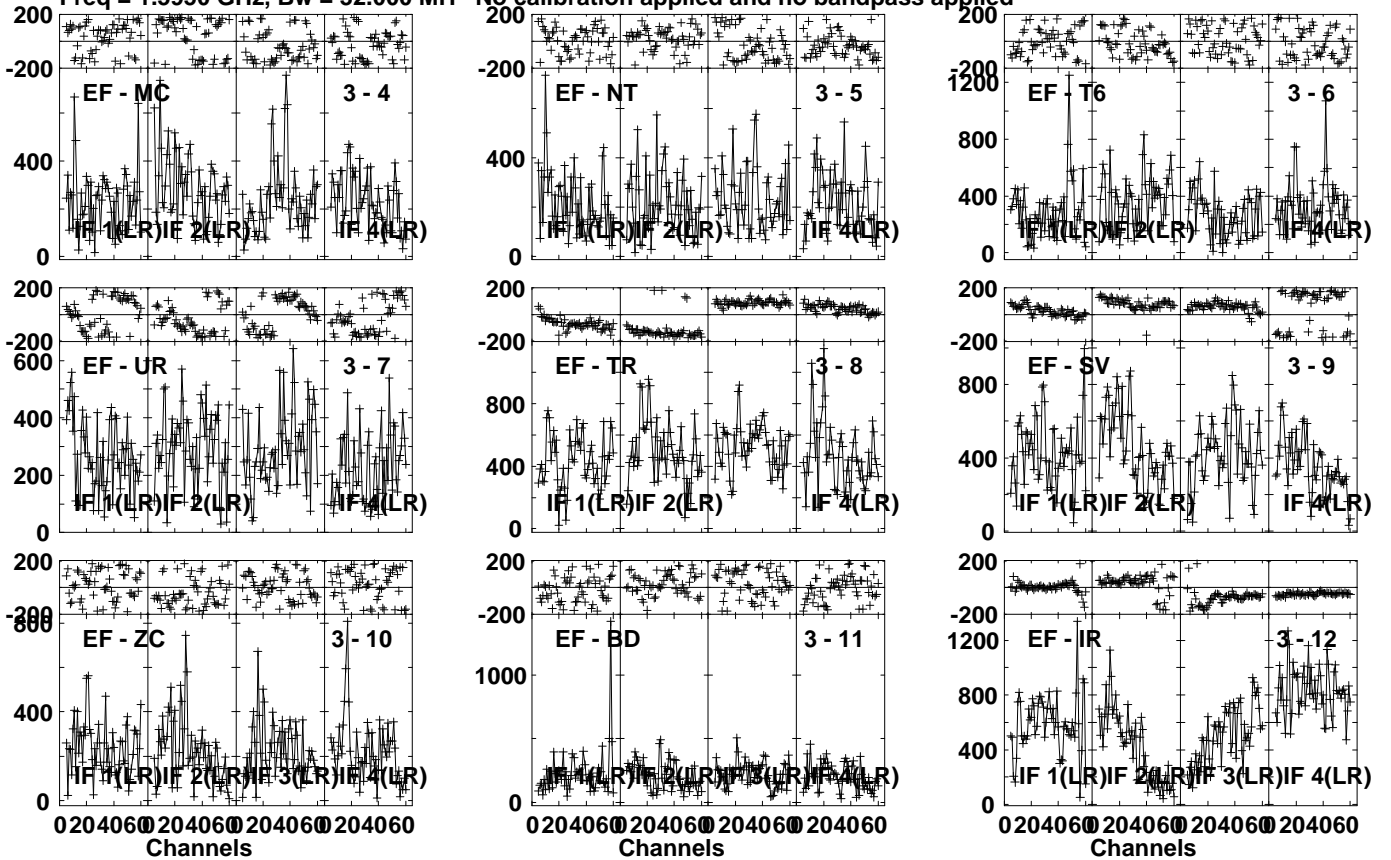 Freq = 1.5950 GHz, Bw = 32.000 MH No calibration applied and no bandpass applied
200
-200
EF - MC 3 - 4
400
0
IF 1(LR) IF 2(LR) IF 4(LR)
200
-200
EF - NT 3 - 5
400
0
IF 1(LR) IF 2(LR) IF 4(LR)
200
-200
1200
EF - T6 3 - 6
800
400
0
IF 1(LR) IF 2(LR) IF 4(LR)
200
-200
600
EF - UR 3 - 7
400
200
0
IF 1(LR) IF 2(LR) IF 4(LR)
200
-200
EF - TR 3 - 8
800
400
0
IF 1(LR) IF 2(LR) IF 4(LR)
200
-200
EF - SV 3 - 9
800
400
0
IF 1(LR) IF 2(LR) IF 4(LR)
200
-200
800
EF - ZC 3 - 10
400
0
IF 1(LR) IF 2(LR) IF 3(LR) IF 4(LR)
0 20 40 60 0 20 40 60 0 20 40 60 0 20 40 60
Channels
200
-200
EF - BD 3 - 11
1000
0
IF 1(LR) IF 2(LR) IF 3(LR) IF 4(LR)
0 20 40 60 0 20 40 60 0 20 40 60 0 20 40 60
Channels
200
-200
EF - IR 3 - 12
1200
800
400
0
IF 1(LR) IF 2(LR) IF 3(LR) IF 4(LR)
0 20 40 60 0 20 40 60 0 20 40 60 0 20 40 60
Channels